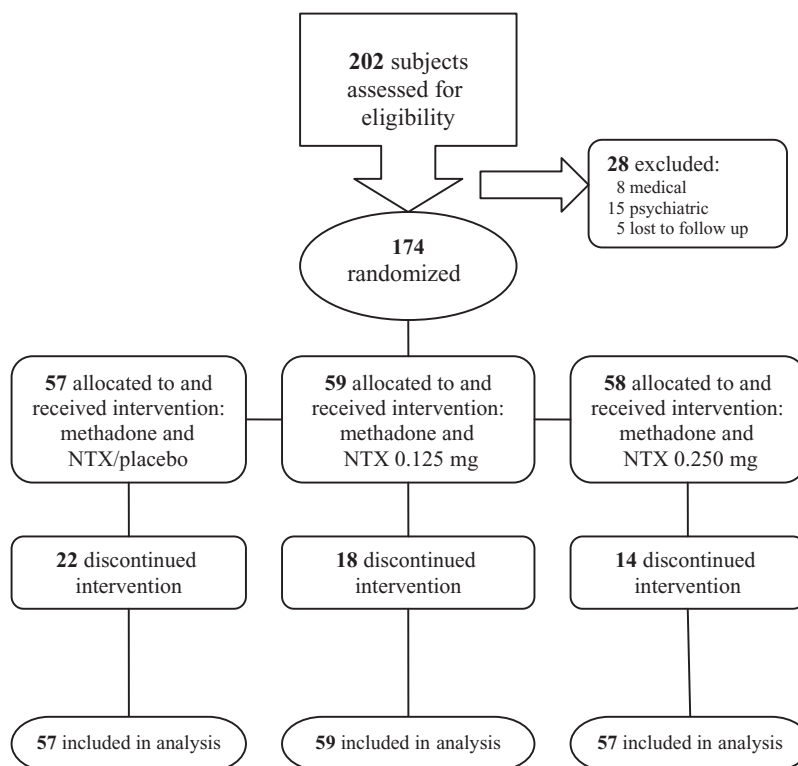 202 subjects
assessed for
eligibility
28 excluded:
8 medical
15 psychiatric
5 lost to follow up
174
randomized
57 allocated to and
received intervention:
methadone and
NTX/placebo
59 allocated to and
received intervention:
methadone and
NTX 0.125 mg
58 allocated to and
received intervention:
methadone and
NTX 0.250 mg
22 discontinued
intervention
18 discontinued
intervention
14 discontinued
intervention
57 included in analysis
59 included in analysis
57 included in analysis